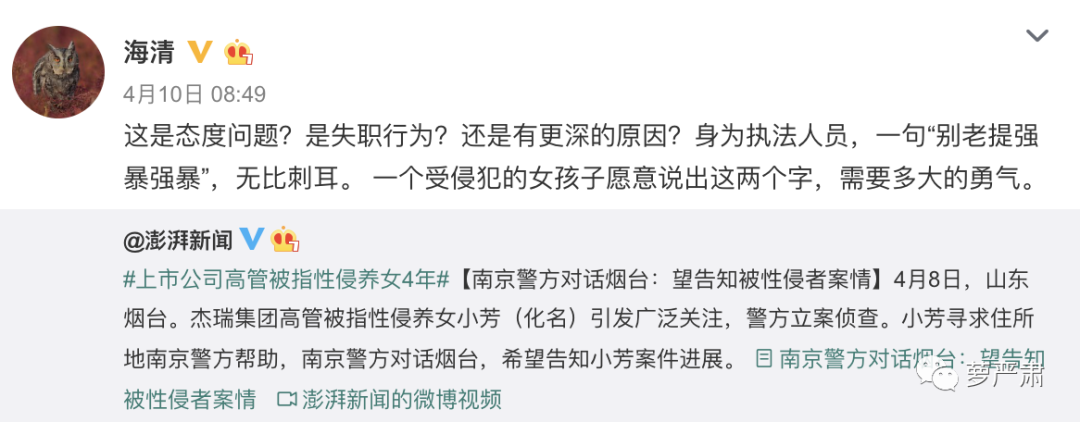 海清
4月10日 08:49
这是态度问题？是失职行为？还是有更深的原因？身为执法人员，一句“别老提强
暴强暴”，无比刺耳。 一个受侵犯的女孩子愿意说出这两个字，需要多大的勇气。
@澎湃新闻
#上市公司高管被指性侵养女4年#【南京警方对话烟台：望告知被性侵者案情】4月8日，山东
烟台。杰瑞集团高管被指性侵养女小芳（化名）引发广泛关注，警方立案侦查。小芳寻求住所
地南京警方帮助，南京警方对话烟台，希望告知小芳案件进展。 南京警方对话烟台：望告知
被性侵者案情 澎湃新闻的微博视频
萝严肃